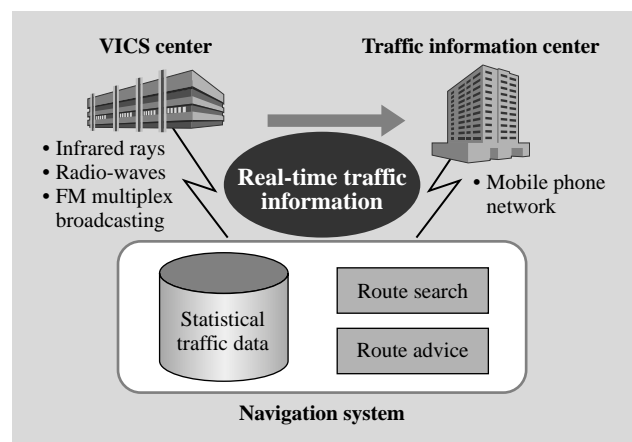 VICS center
Traffic information center
• Infrared rays
• Radio-waves
• FM multiplex
broadcasting
Real-time traffic
information
• Mobile phone
network
Statistical
traffic data
Route search
Route advice
Navigation system